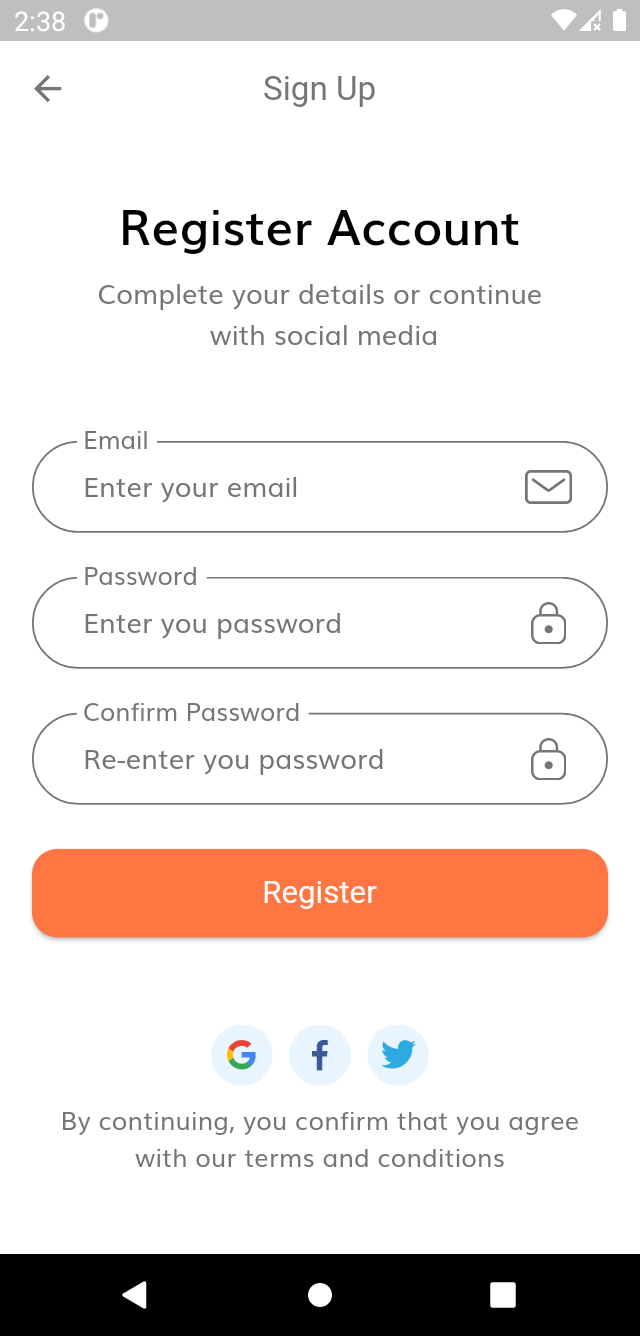 2:38
Sign Up
Register Account
Complete your details or continue
with social media
Email
Enter your email
Password
Enter you password
Confirm Password
Re-enter you password
Register
By continuing, you confirm that you agree
with our terms and conditions